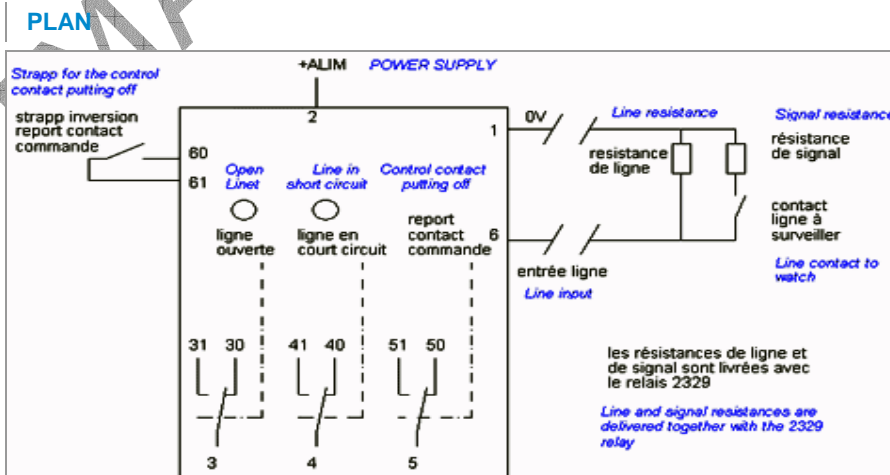 PLAN
+ALIM POWER SUPPLY
Strapp for the control
contact putting off
strapp inversion
report contact
commande
2
1
0V
Line resistance
Signal resistance
resistance
de ligne
résistance
de signal
60
61
Open
Linet
Line in
short circuit
Control contact
putting off
ligne
ouverte
ligne en
court circuit
report
contact
commande
6
contact
ligne à
surveiller
entrée ligne
Line input
Line contact to
watch
31 30 41 40 51 50
les résistances de ligne et
de signal sont livrées avec
le relais 2329
Line and signal resistances are
delivered together with the 2329
relay
3 4 5